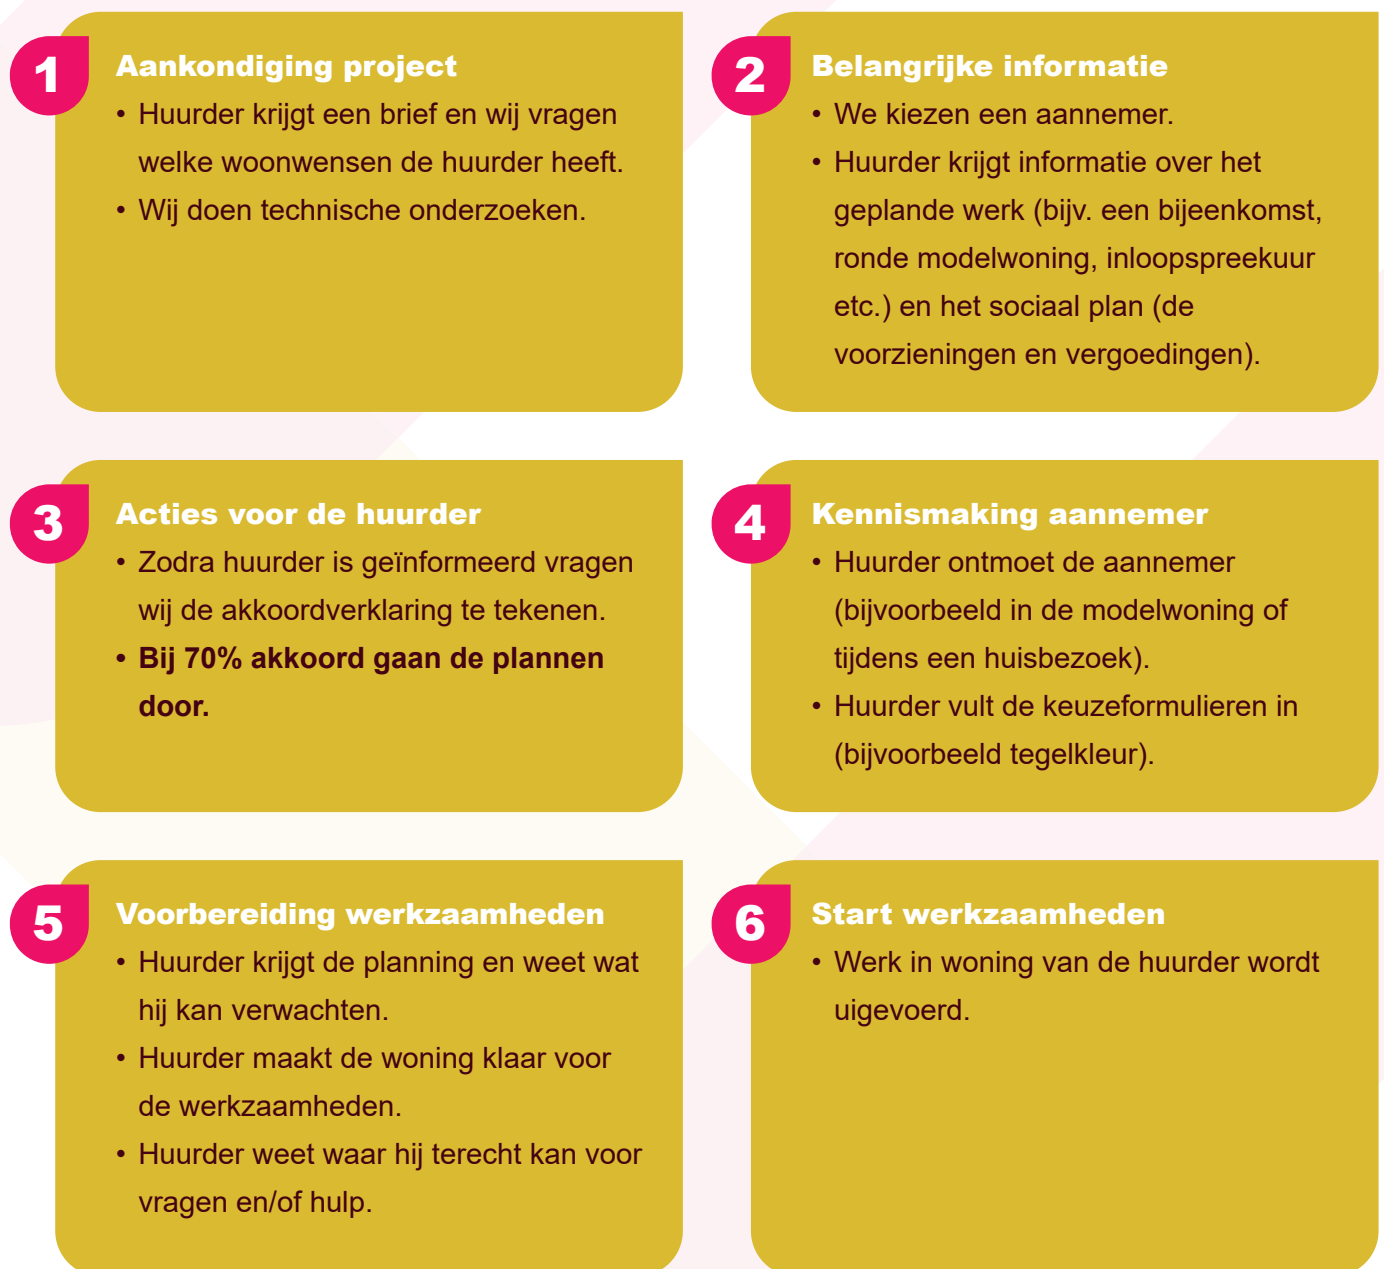 1
Aankondiging project
• Huurder krijgt een brief en wij vragen
welke woonwensen de huurder heeft.
• Wij doen technische onderzoeken.
2
Belangrijke informatie
• We kiezen een aannemer.
• Huurder krijgt informatie over het
geplande werk (bijv. een bijeenkomst,
ronde modelwoning, inloopspreekuur
etc.) en het sociaal plan (de
voorzieningen en vergoedingen).
3
Acties voor de huurder
• Zodra huurder is geïnformeerd vragen
wij de akkoordverklaring te tekenen.
• Bij 70% akkoord gaan de plannen
door.
4
Kennismaking aannemer
• Huurder ontmoet de aannemer
(bijvoorbeeld in de modelwoning of
tijdens een huisbezoek).
• Huurder vult de keuzeformulieren in
(bijvoorbeeld tegelkleur).
5
Voorbereiding werkzaamheden
• Huurder krijgt de planning en weet wat
hij kan verwachten.
• Huurder maakt de woning klaar voor
de werkzaamheden.
• Huurder weet waar hij terecht kan voor
vragen en/of hulp.
6
Start werkzaamheden
• Werk in woning van de huurder wordt
uigevoerd.